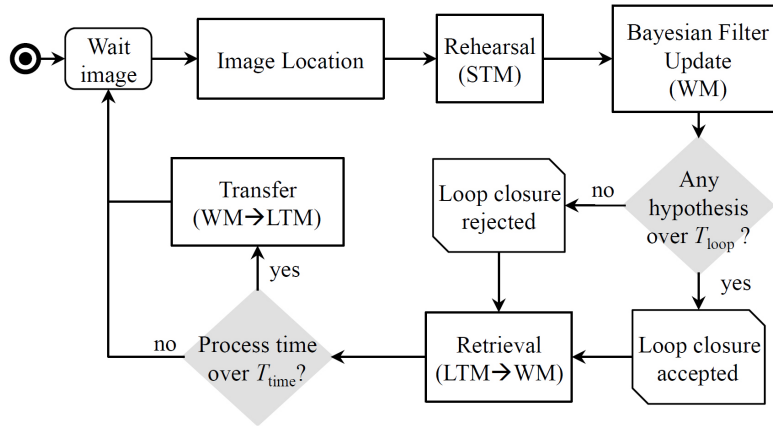 Wait
image
Image Location
Rehearsal
(STM)
Bayesian Filter
Update
(WM)
Any
hypothesis
over T_loop ?
no
yes
Loop closure
rejected
Loop closure
accepted
Retrieval
(LTM→WM)
Process time
over T_time?
yes
no
Transfer
(WM→LTM)